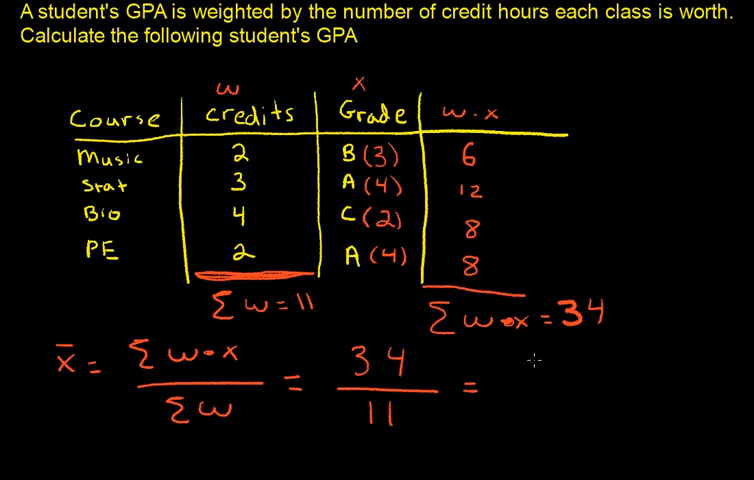 A student's GPA is weighted by the number of credit hours each class is worth.
Calculate the following student's GPA
w x
Course credits Grade w · x
Music 2 B (3) 6
Stat 3 A (4) 12
Bio 4 C (2) 8
PE 2 A (4) 8
Σ w = 11 Σ w · x = 34
x̄ = Σ w · x / Σ w = 34 / 11 =